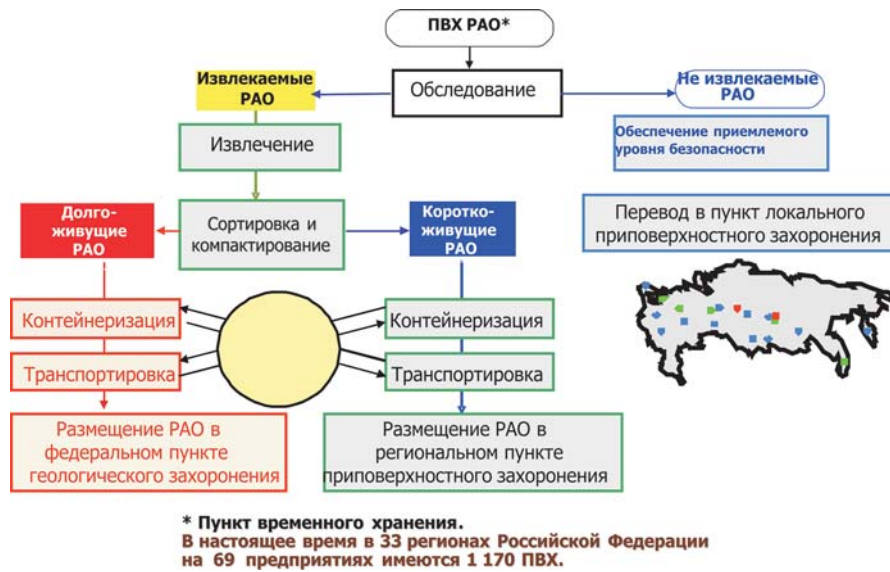 ПВХ РАО*
Извлекаемые
РАО
Обследование
Не извлекаемые
РАО
Извлечение
Обеспечение приемлемого
уровня безопасности
Долго-
живущие
РАО
Сортировка и
компактирование
Коротко-
живущие
РАО
Перевод в пункт локального
приповерхностного захоронения
Контейнеризация
Контейнеризация
Транспортировка
Транспортировка
Размещение РАО в
федеральном пункте
геологического захоронения
Размещение РАО в
региональном пункте
приповерхностного захоронения
* Пункт временного хранения.
В настоящее время в 33 регионах Российской Федерации
на 69 предприятиях имеются 1 170 ПВХ.